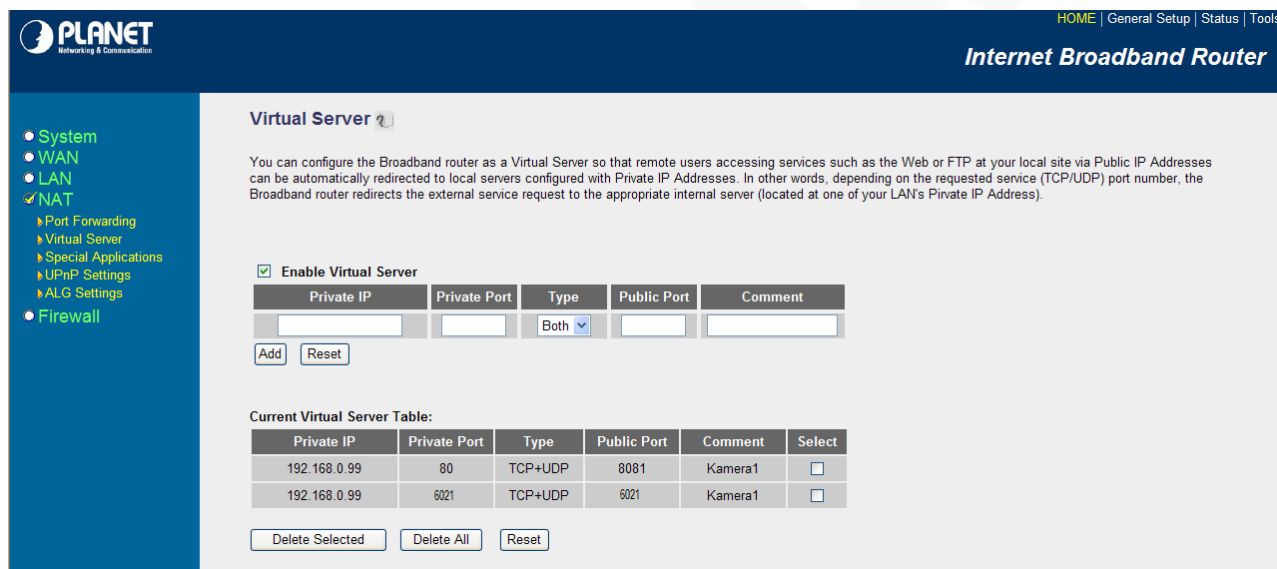 PLANET
Networking & Communication
HOME | General Setup | Status | Tools
Internet Broadband Router
System
WAN
LAN
NAT
Port Forwarding
Virtual Server
Special Applications
UPnP Settings
ALG Settings
Firewall
Virtual Server
You can configure the Broadband router as a Virtual Server so that remote users accessing services such as the Web or FTP at your local site via Public IP Addresses
can be automatically redirected to local servers configured with Private IP Addresses. In other words, depending on the requested service (TCP/UDP) port number, the
Broadband router redirects the external service request to the appropriate internal server (located at one of your LAN's Private IP Address).
Enable Virtual Server
Private IP Private Port Type Public Port Comment
Both
Add Reset
Current Virtual Server Table:
Private IP Private Port Type Public Port Comment Select
192.168.0.99 80 TCP+UDP 8081 Kamera1
192.168.0.99 6021 TCP+UDP 6021 Kamera1
Delete Selected Delete All Reset